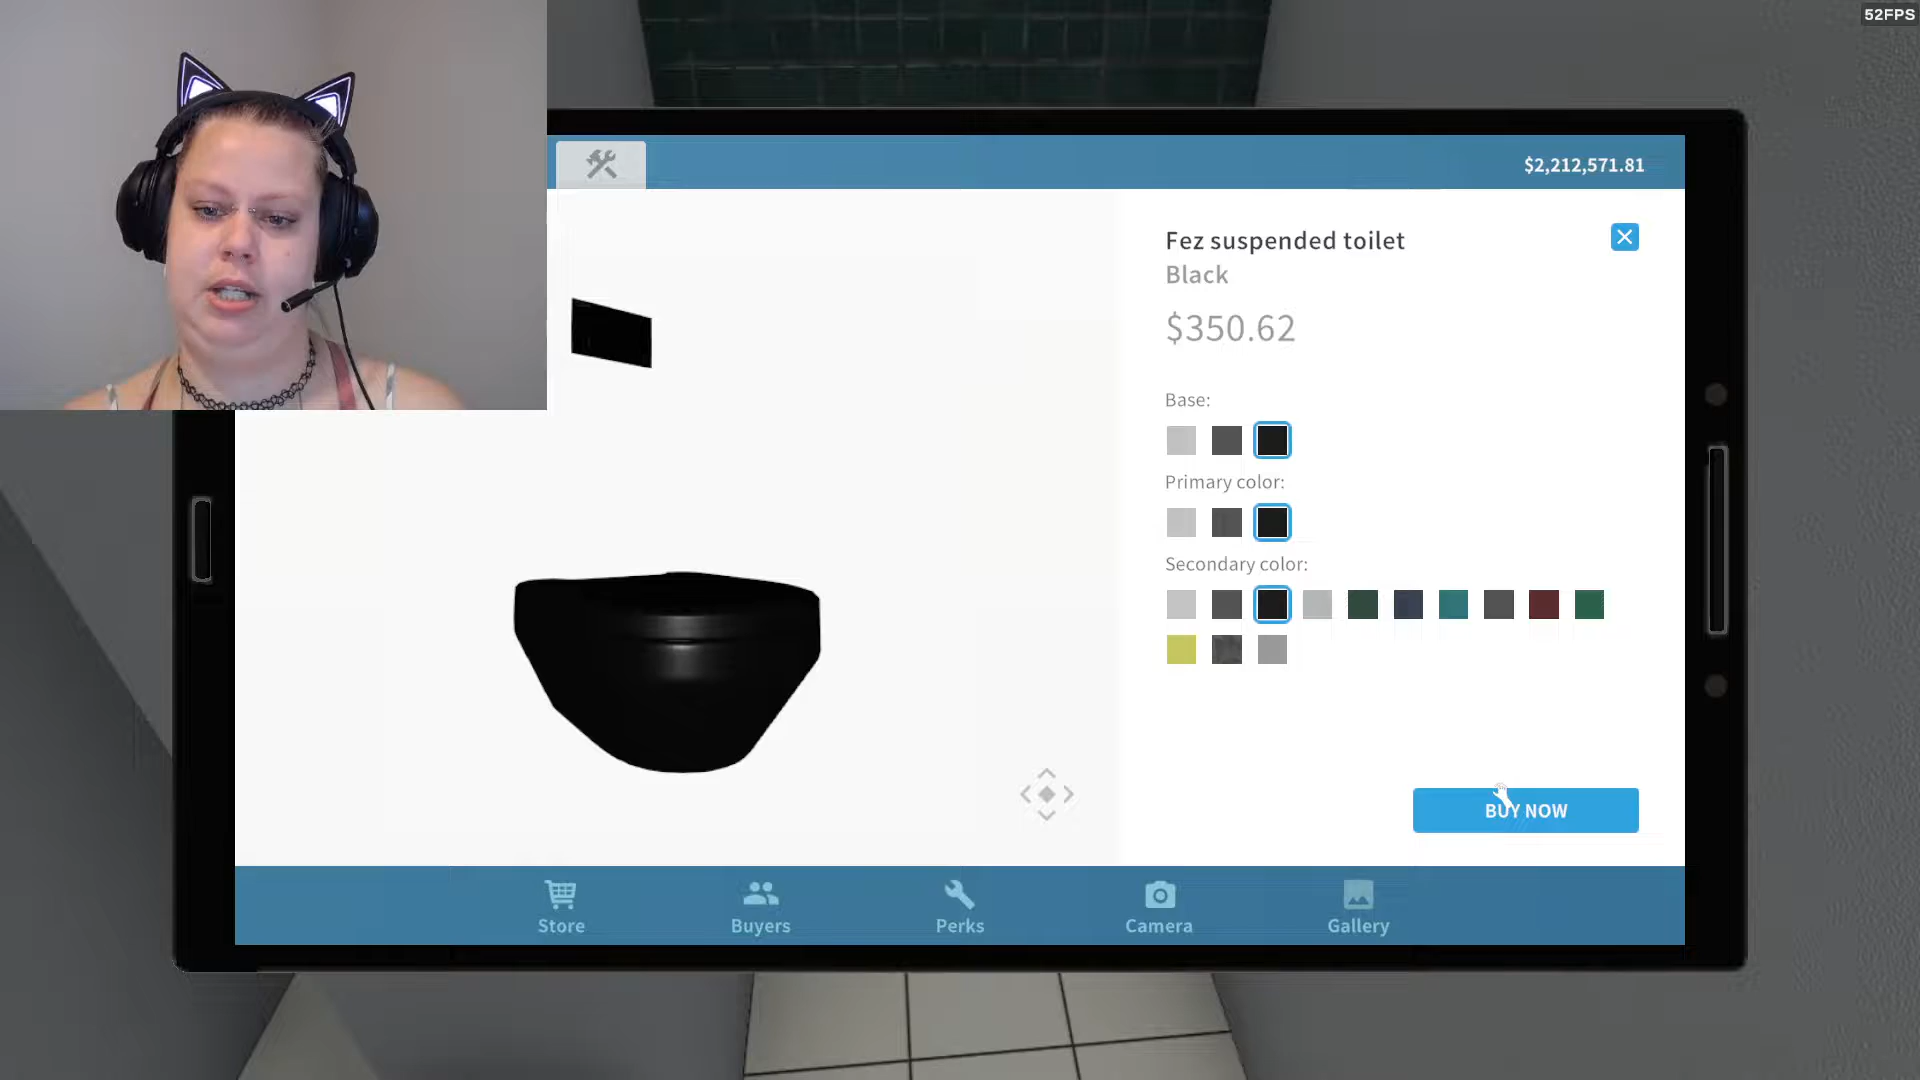 52FPS
$2,212,571.81
Fez suspended toilet
Black
$350.62
Base:
Primary color:
Secondary color:
BUY NOW
Store
Buyers
Perks
Camera
Gallery